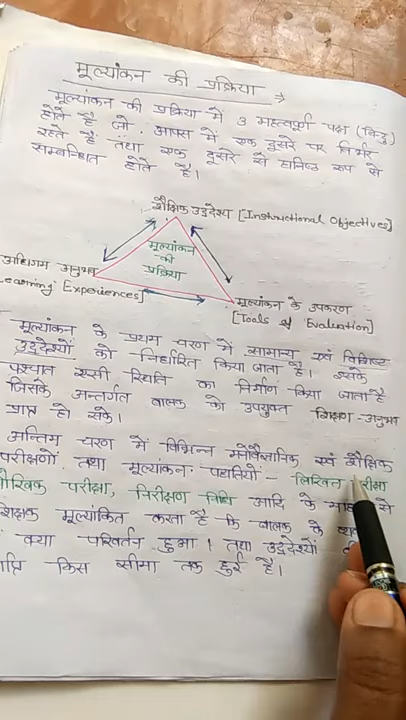 मूल्यांकन की प्रक्रिया →
मूल्यांकन की प्रक्रिया में 3 महत्वपूर्ण पक्ष (बिन्दु)
होते है जो आपस में एक दुसरे पर निर्भर
रहते है तथा एक दूसरे से घनिष्ठ रूप से
सम्बन्धित होते है।
शैक्षिक उद्देश्य [Instructional Objectives]
मूल्यांकन
की
प्रक्रिया
अधिगम अनुभव
Learning Experiences]
मूल्यांकन के उपकरण
[Tools of Evaluation]
मूल्यांकन के प्रथम चरण में सामान्य एवं विशिष्ट
उद्देश्यों को निर्धारित किया जाता है। इसके
पश्चात ऐसी स्थिति का निर्माण किया जाता है
जिसके अन्तर्गत बालक को उपयुक्त शिक्षण-अनुभव
प्राप्त हो सके।
अन्तिम चरण में विभिन्न मनोवैज्ञानिक एवं शैक्षिक
परीक्षणों तथा मूल्यांकन पद्दतियों - लिखित परीक्षा
मौखिक परीक्षा, निरीक्षण विधि आदि के से
शिक्षक मूल्यांकित करता है कि बालक के
क्या परिवर्तन हुआ। तथा उद्देश्यों
किस सीमा तक हुई है।